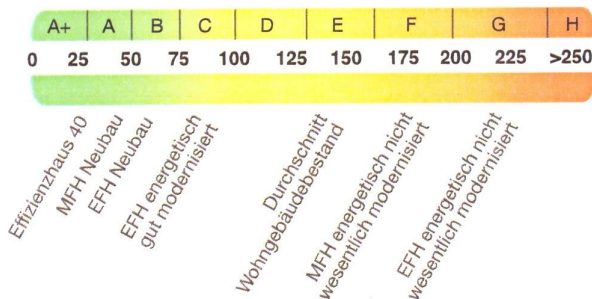 A+ A B C D E F G H
0 25 50 75 100 125 150 175 200 225 >250
Effizienzhaus 40
MFH Neubau
EFH Neubau
EFH energetisch
gut modernisiert
Durchschnitt
Wohngebäudebestand
MFH energetisch nicht
wesentlich modernisiert
EFH energetisch nicht
wesentlich modernisiert